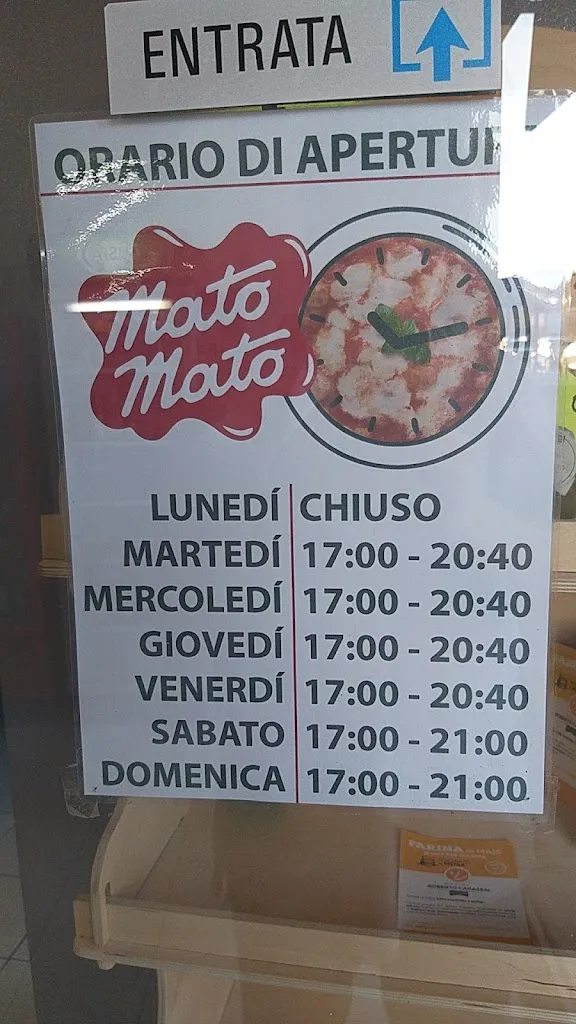 ENTRATA
ORARIO DI APERTUR
Mato
Mato
LUNEDÍ CHIUSO
MARTEDÍ 17:00 - 20:40
MERCOLEDÍ 17:00 - 20:40
GIOVEDÍ 17:00 - 20:40
VENERDÍ 17:00 - 20:40
SABATO 17:00 - 21:00
DOMENICA 17:00 - 21:00
FARINA